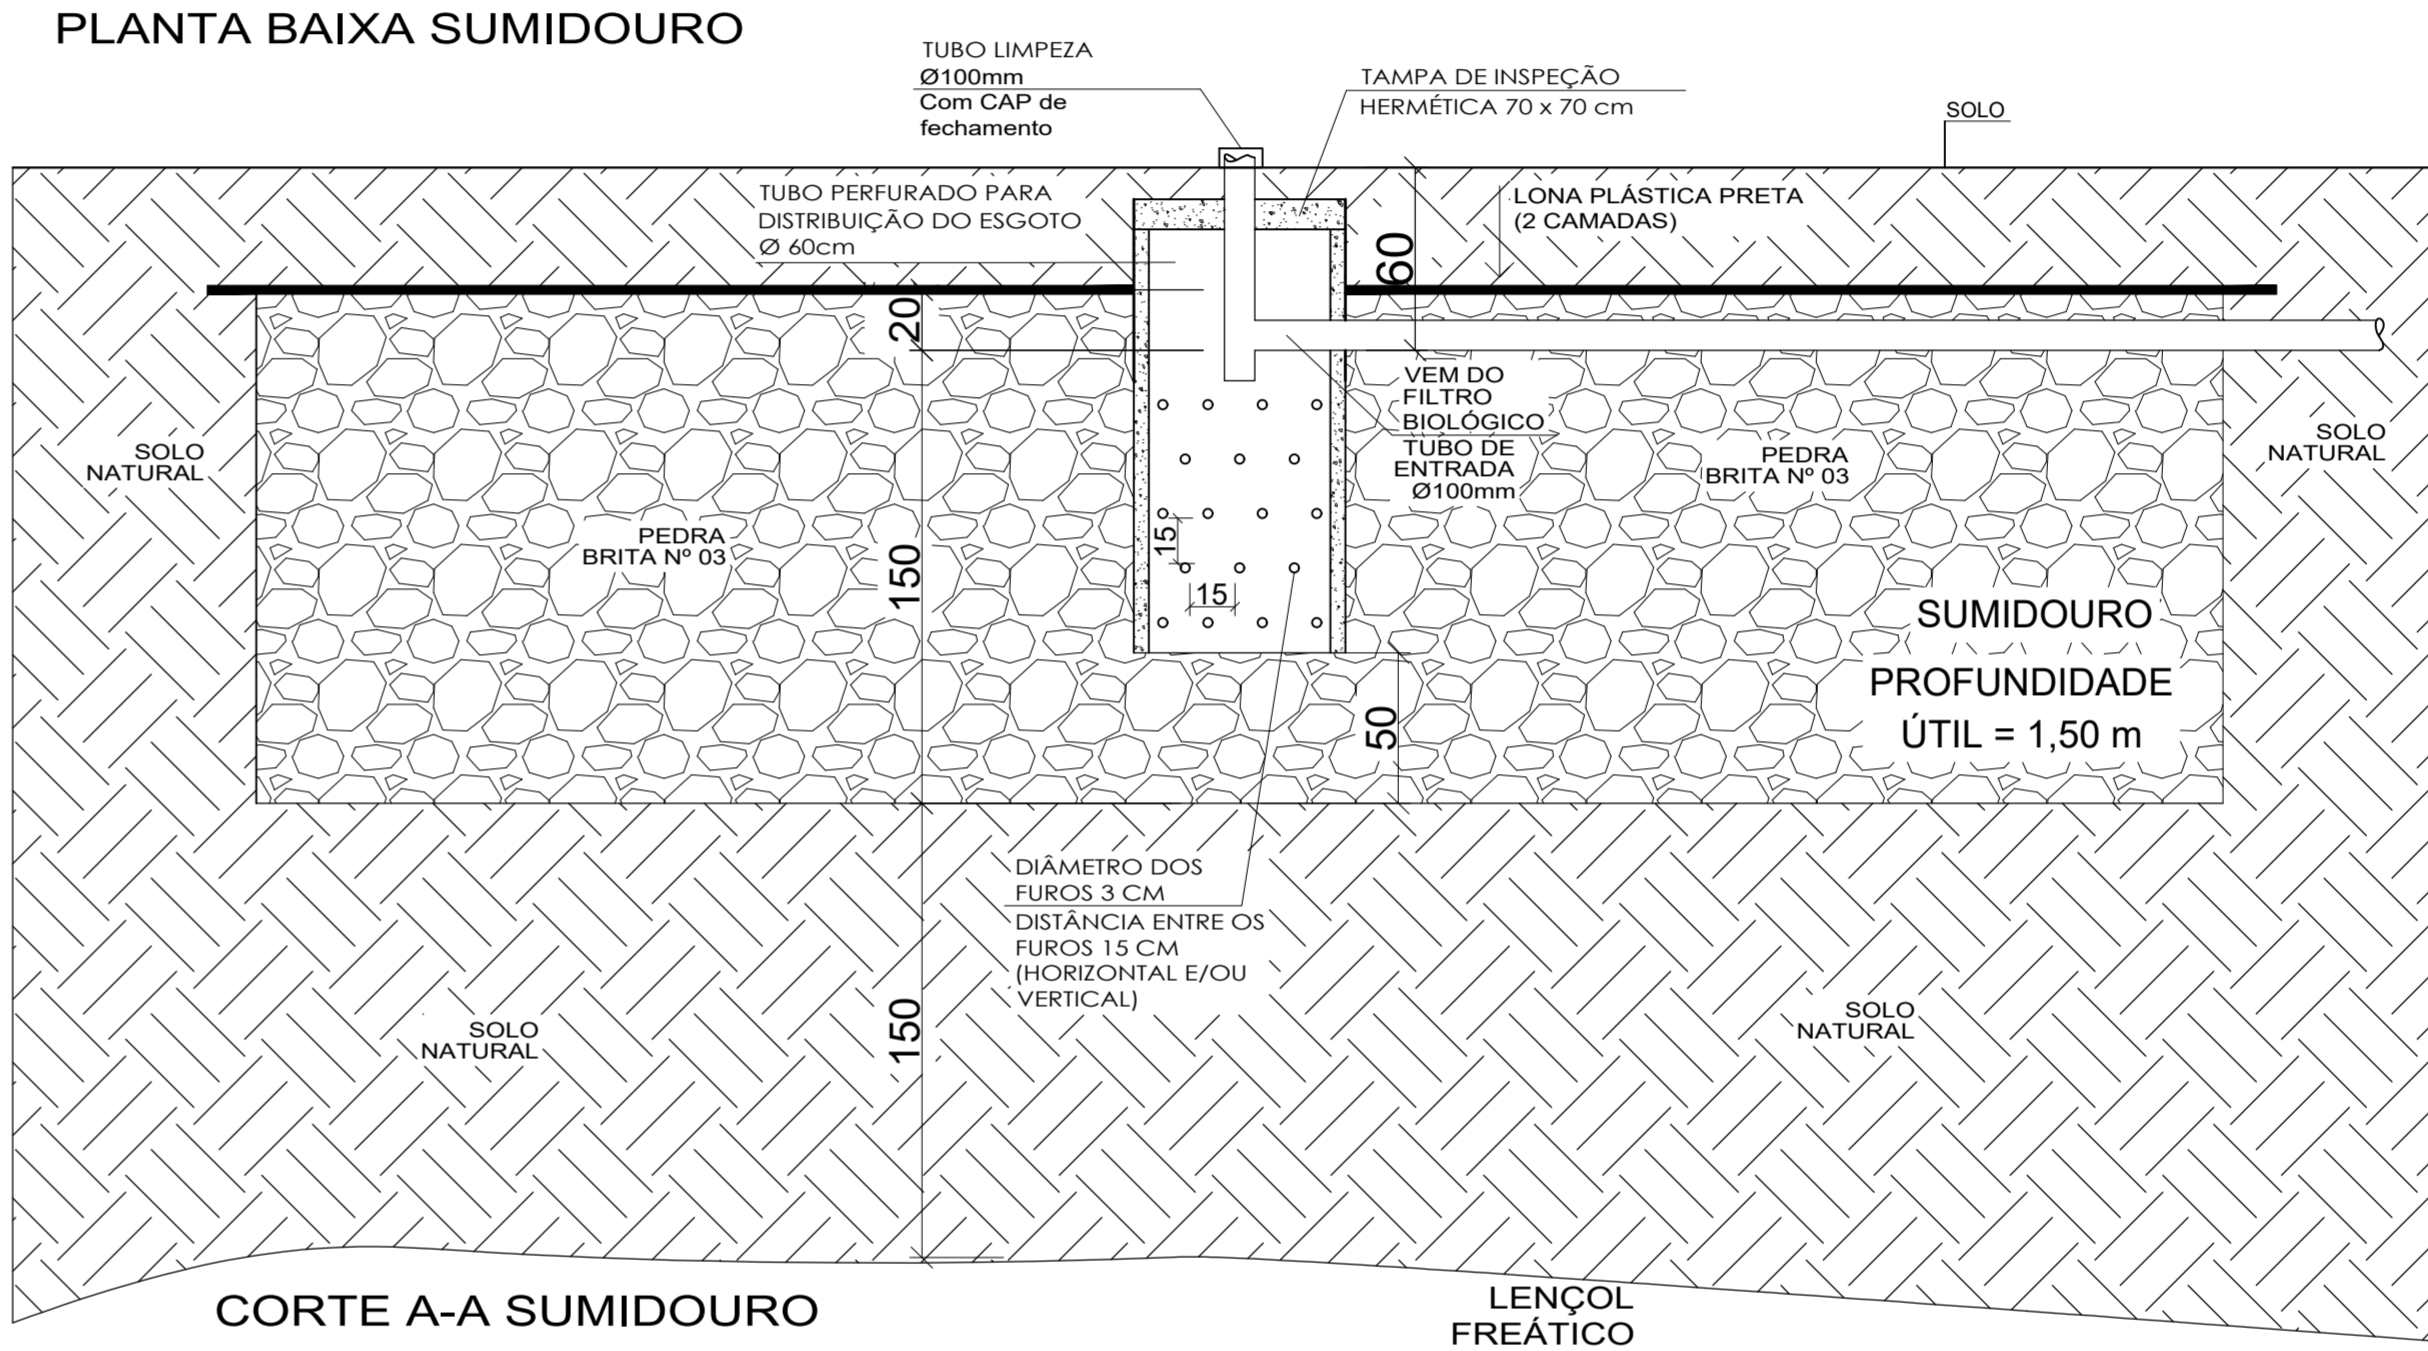 PLANTA BAIXA SUMIDOURO
TUBO LIMPEZA
Ø100mm
Com CAP de
fechamento
TAMPA DE INSPEÇÃO
HERMÉTICA 70 x 70 cm
SOLO
TUBO PERFURADO PARA
DISTRIBUIÇÃO DO ESGOTO
Ø 60cm
LONA PLÁSTICA PRETA
(2 CAMADAS)
60
20
VEM DO
FILTRO
BIOLÓGICO
TUBO DE
ENTRADA
Ø100mm
SOLO
NATURAL
PEDRA
BRITA Nº 03
SOLO
NATURAL
PEDRA
BRITA Nº 03
150
15
15
SUMIDOURO
PROFUNDIDADE
ÚTIL = 1,50 m
50
DIÂMETRO DOS
FUROS 3 CM
DISTÂNCIA ENTRE OS
FUROS 15 CM
(HORIZONTAL E/OU
VERTICAL)
150
SOLO
NATURAL
SOLO
NATURAL
CORTE A-A SUMIDOURO
LENÇOL
FREÁTICO